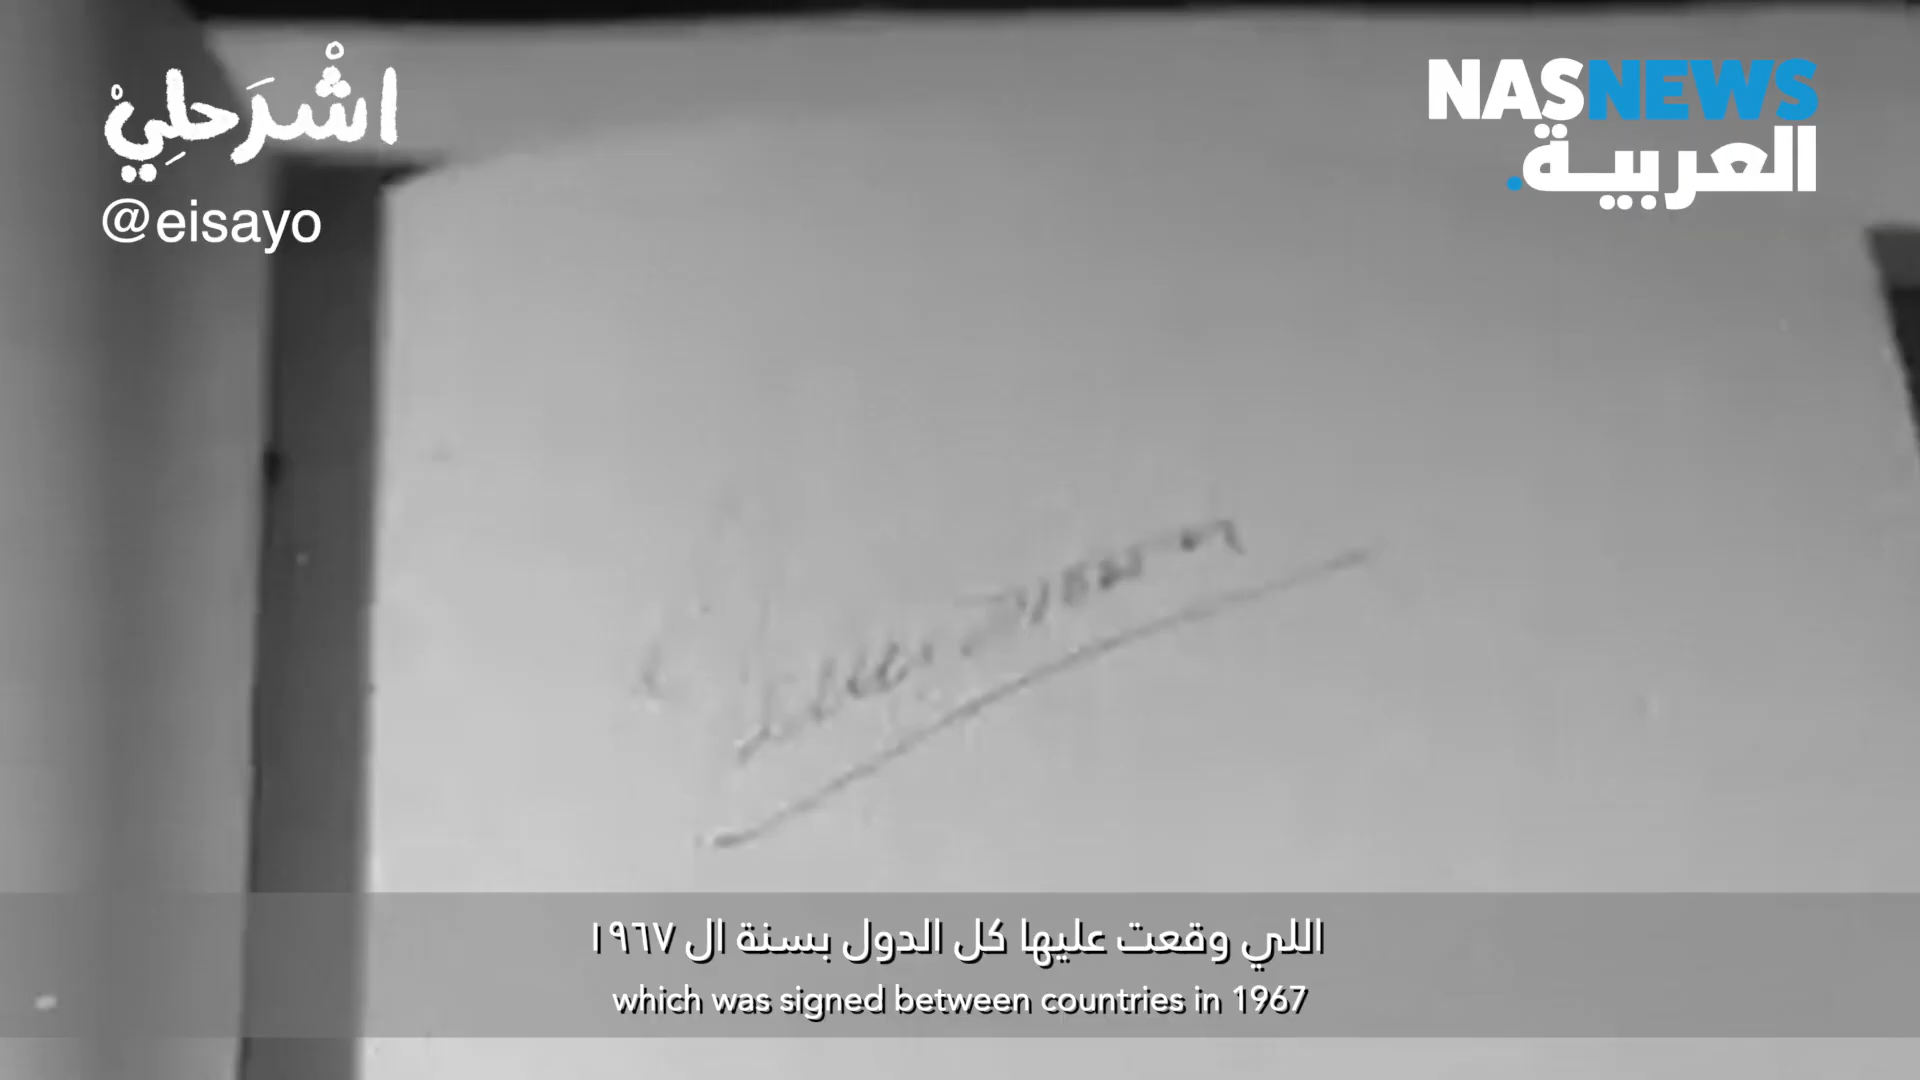 اشْرَحلِيْ
@eisayo
NASNEWS
العربية.
اللي وقعت عليها كل الدول بسنة ال ١٩٦٧
which was signed between countries in 1967